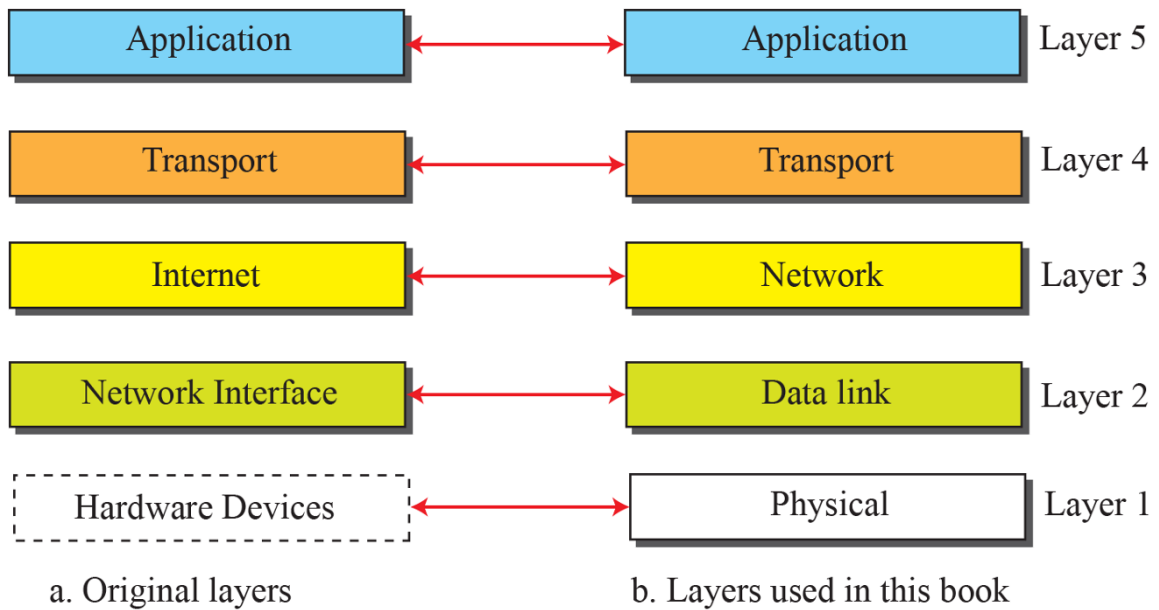 Application Application Layer 5
Transport Transport Layer 4
Internet Network Layer 3
Network Interface Data link Layer 2
Hardware Devices Physical Layer 1
a. Original layers b. Layers used in this book